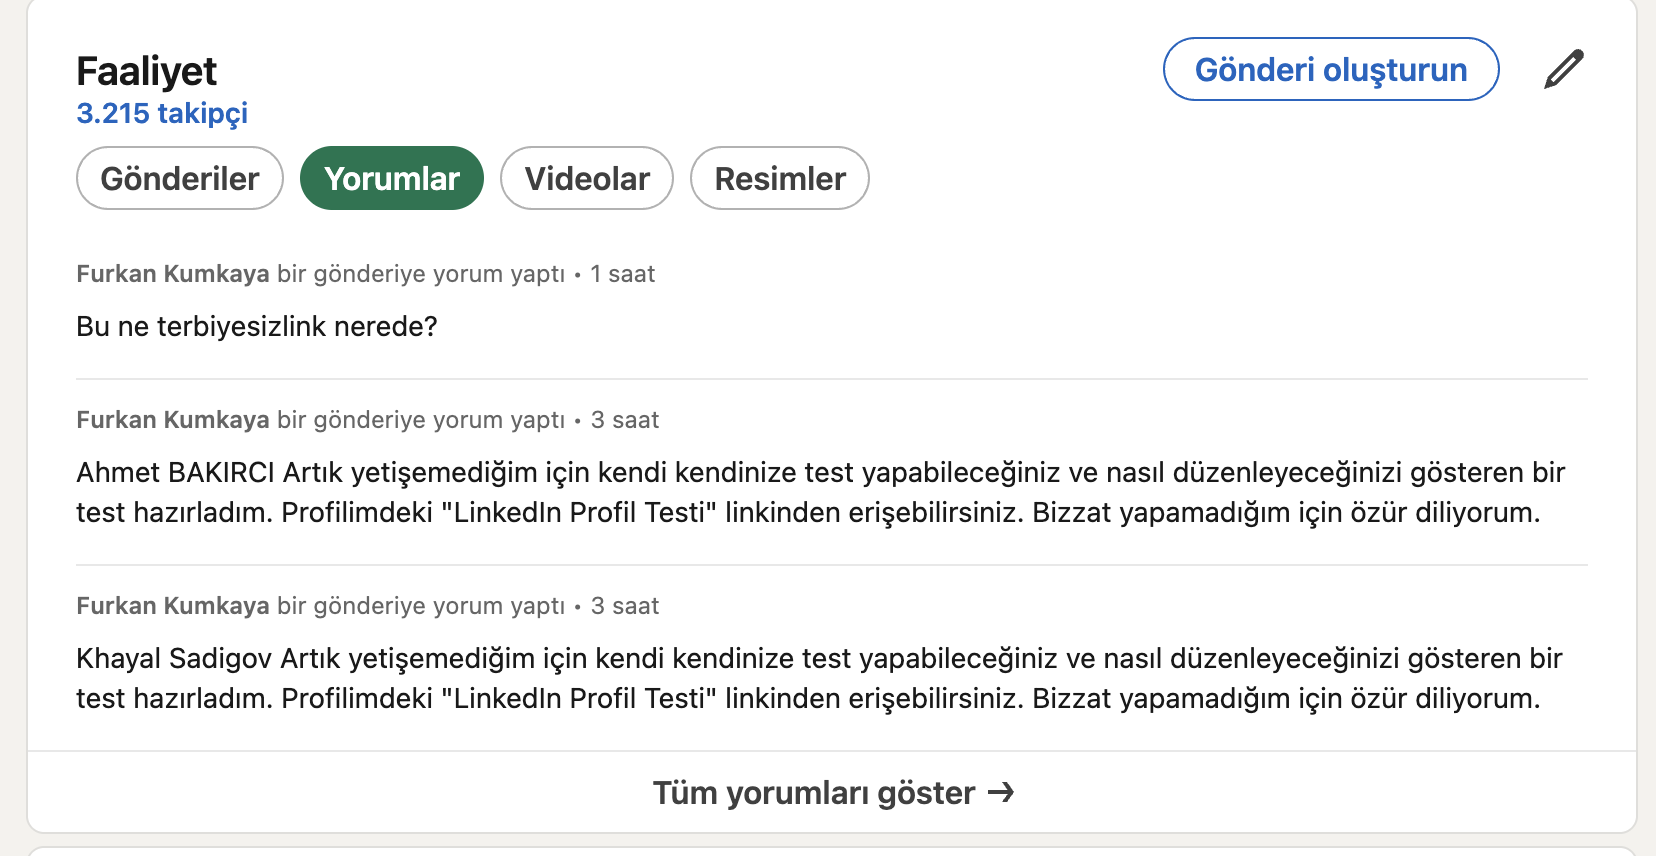 Faaliyet
Gönderi oluşturun
3.215 takipçi
Gönderiler
Yorumlar
Videolar
Resimler
Furkan Kumkaya bir gönderiye yorum yaptı • 1 saat
Bu ne terbiyesizlink nerede?
Furkan Kumkaya bir gönderiye yorum yaptı • 3 saat
Ahmet BAKIRCI Artık yetişemediğim için kendi kendinize test yapabileceğiniz ve nasıl düzenleyeceğinizi gösteren bir
test hazırladım. Profilimdeki "LinkedIn Profil Testi" linkinden erişebilirsiniz. Bizzat yapamadığım için özür diliyorum.
Furkan Kumkaya bir gönderiye yorum yaptı • 3 saat
Khayal Sadigov Artık yetişemediğim için kendi kendinize test yapabileceğiniz ve nasıl düzenleyeceğinizi gösteren bir
test hazırladım. Profilimdeki "LinkedIn Profil Testi" linkinden erişebilirsiniz. Bizzat yapamadığım için özür diliyorum.
Tüm yorumları göster →